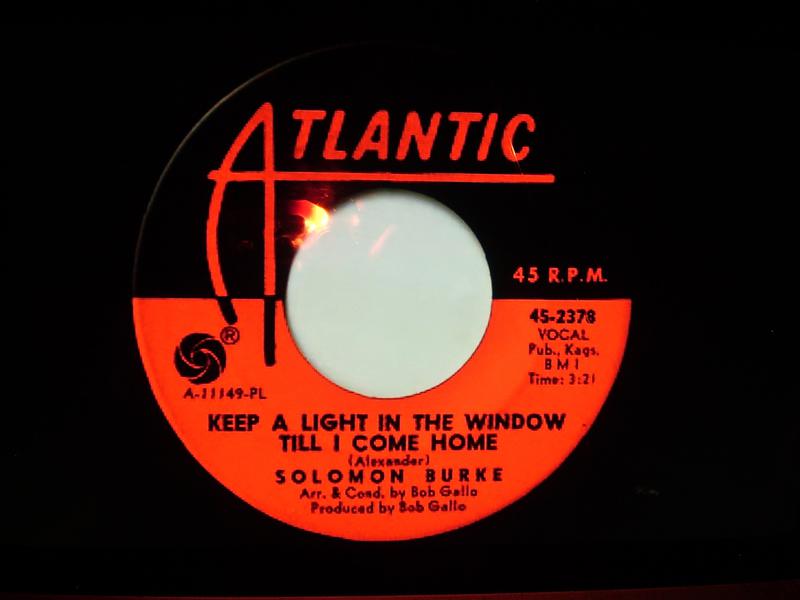 ATLANTIC
45 R.P.M.
45-2378
VOCAL
Pub., Kags,
B M I
Time: 3:21
®
A-11149-PL
KEEP A LIGHT IN THE WINDOW
TILL I COME HOME
(Alexander)
SOLOMON BURKE
Arr. & Cond. by Bob Gallo
Produced by Bob Gallo